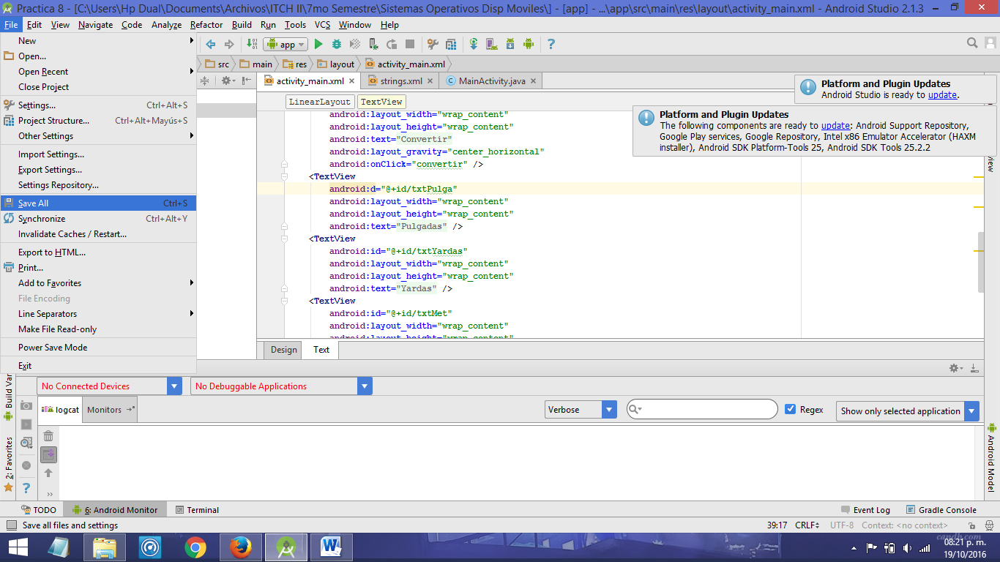 Practica 8 - [C:\Users\Hp Dual\Documents\Archivos\ITCH II\7mo Semestre\Sistemas Operativos Disp Moviles\] - [app] - ...\app\src\main\res\layout\activity_main.xml - Android Studio 2.1.3
File Edit View Navigate Code Analyze Refactor Build Run Tools VCS Window Help
New
Open...
Open Recent
Close Project
Settings... Ctrl+Alt+S
Project Structure... Ctrl+Alt+Mayús+S
Other Settings
Import Settings...
Export Settings...
Settings Repository...
Save All Ctrl+S
Synchronize Ctrl+Alt+Y
Invalidate Caches / Restart...
Export to HTML...
Print...
Add to Favorites
File Encoding
Line Separators
Make File Read-only
Power Save Mode
Exit
app
src main res layout activity_main.xml
activity_main.xml strings.xml MainActivity.java
LinearLayout TextView
Platform and Plugin Updates
Android Studio is ready to update.
Platform and Plugin Updates
The following components are ready to update: Android Support Repository,
Google Play services, Google Repository, Intel x86 Emulator Accelerator (HAXM
installer), Android SDK Platform-Tools 25, Android SDK Tools 25.2.2
android:layout_width="wrap_content"
android:layout_height="wrap_content"
android:text="Convertir"
android:layout_gravity="center_horizontal"
android:onClick="convertir" />
<TextView
android:d="@+id/txtPulga"
android:layout_width="wrap_content"
android:layout_height="wrap_content"
android:text="Pulgadas" />
<TextView
android:id="@+id/txtYardas"
android:layout_width="wrap_content"
android:layout_height="wrap_content"
android:text="Yardas" />
<TextView
android:id="@+id/txtMet"
android:layout_width="wrap_content"
android:layout_height="wrap_content"
Design Text
No Connected Devices No Debuggable Applications
logcat Monitors
Verbose Regex Show only selected application
Build Var
2: Favorites
Android Model
TODO 6: Android Monitor Terminal Event Log Gradle Console
Save all files and settings 39:17 CRLF UTF-8 Context: <no context>
08:21 p. m.
19/10/2016